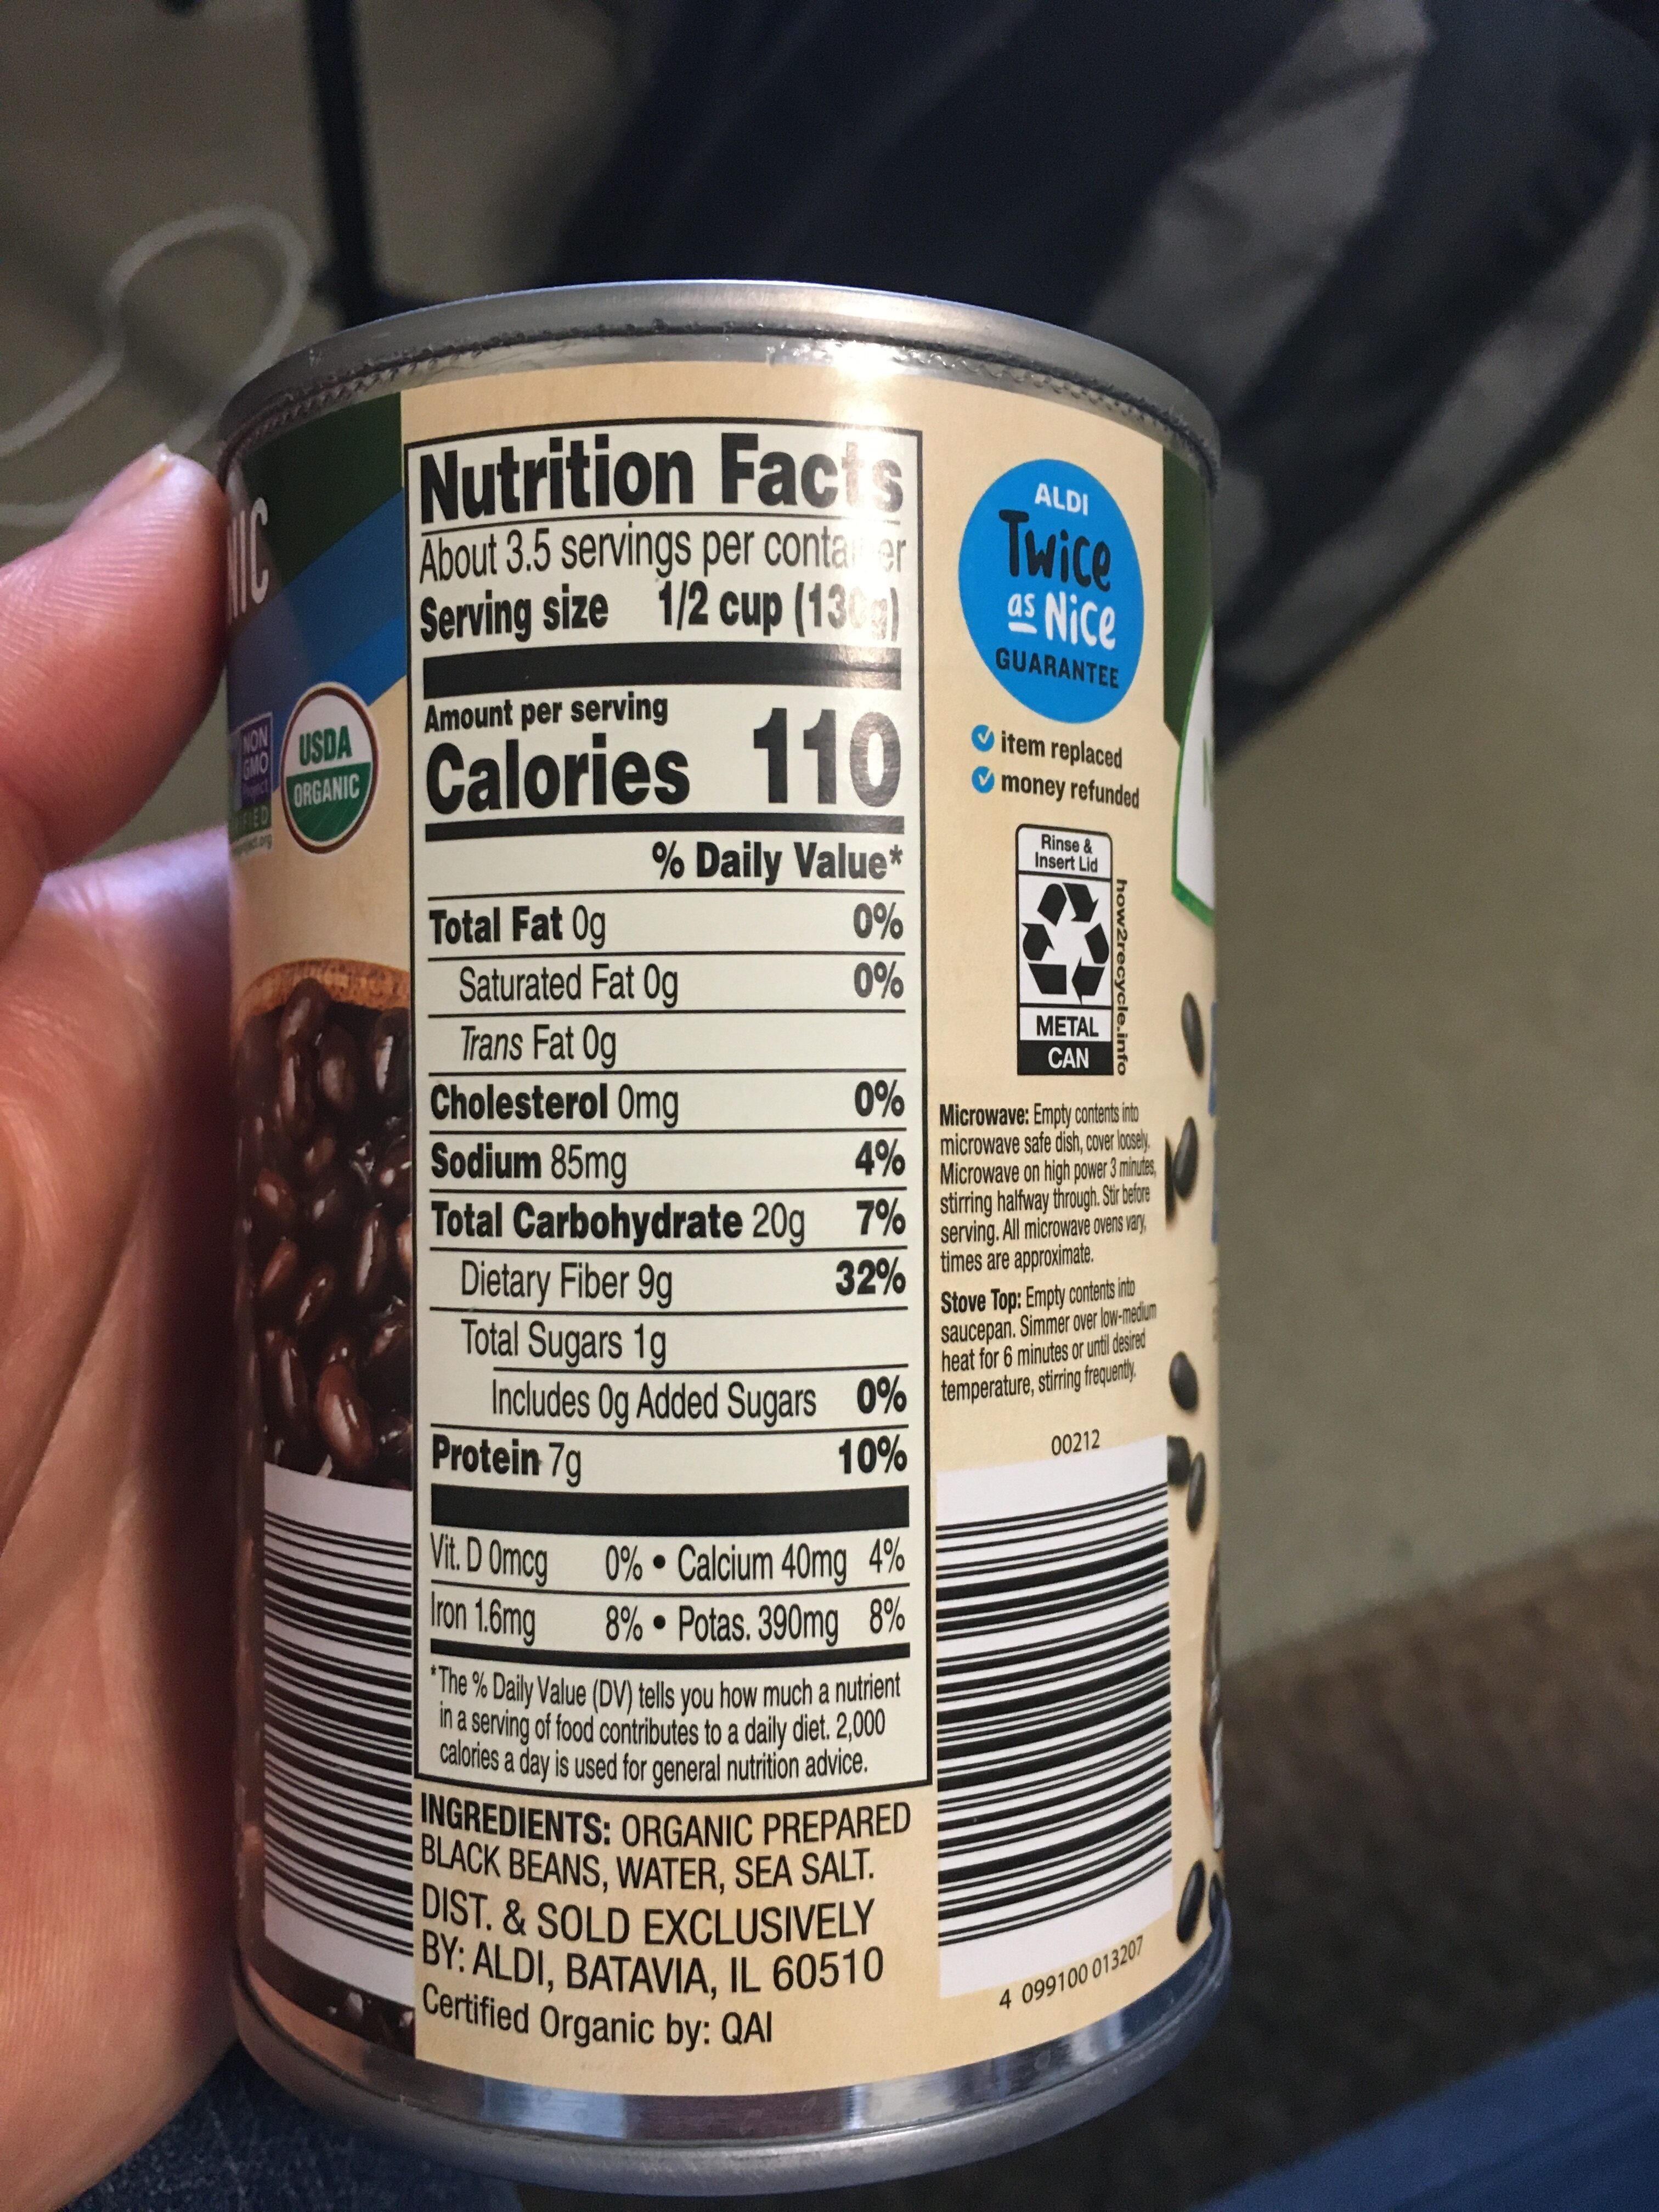 NIC
NON
GMO
Project
USDA
ORGANIC
Nutrition Facts
About 3.5 servings per container
Serving size 1/2 cup (130g)
Amount per serving
Calories 110
% Daily Value*
Total Fat 0g 0%
Saturated Fat 0g 0%
Trans Fat 0g
Cholesterol 0mg 0%
Sodium 85mg 4%
Total Carbohydrate 20g 7%
Dietary Fiber 9g 32%
Total Sugars 1g
Includes 0g Added Sugars 0%
Protein 7g 10%
Vit. D 0mcg 0% • Calcium 40mg 4%
Iron 1.6mg 8% • Potas. 390mg 8%
*The % Daily Value (DV) tells you how much a nutrient
in a serving of food contributes to a daily diet. 2,000
calories a day is used for general nutrition advice.
INGREDIENTS: ORGANIC PREPARED
BLACK BEANS, WATER, SEA SALT.
DIST. & SOLD EXCLUSIVELY
BY: ALDI, BATAVIA, IL 60510
Certified Organic by: QAI
ALDI
Twice
as Nice
GUARANTEE
item replaced
money refunded
Rinse &
Insert Lid
METAL
CAN
how2recycle.info
Microwave: Empty contents into
microwave safe dish, cover loosely.
Microwave on high power 3 minutes,
stirring halfway through. Stir before
serving. All microwave ovens vary,
times are approximate.
Stove Top: Empty contents into
saucepan. Simmer over low-medium
heat for 6 minutes or until desired
temperature, stirring frequently.
00212
4 099100 013207